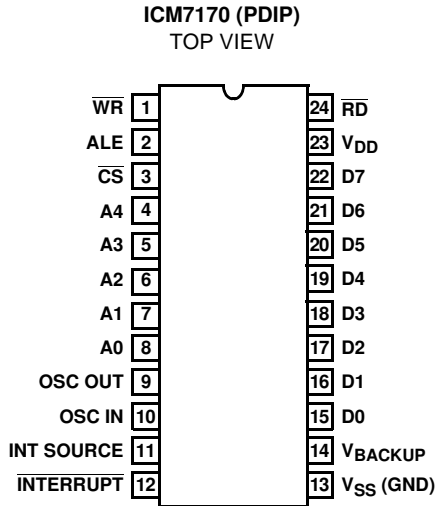 ICM7170 (PDIP)
TOP VIEW
WR 1 24 RD
ALE 2 23 VDD
CS 3 22 D7
A4 4 21 D6
A3 5 20 D5
A2 6 19 D4
A1 7 18 D3
A0 8 17 D2
OSC OUT 9 16 D1
OSC IN 10 15 D0
INT SOURCE 11 14 VBACKUP
INTERRUPT 12 13 VSS (GND)